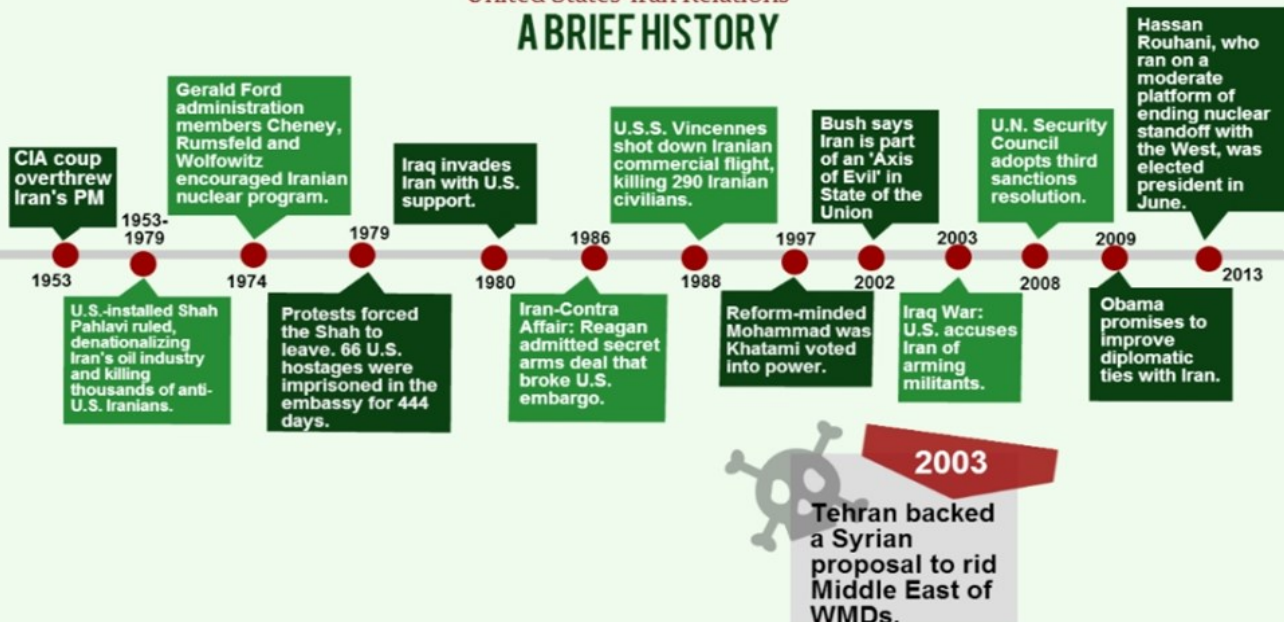 United States-Iran Relations
A BRIEF HISTORY
CIA coup
overthrew
Iran's PM
1953
1953-
1979
U.S.-installed Shah
Pahlavi ruled,
denationalizing
Iran's oil industry
and killing
thousands of anti-
U.S. Iranians.
Gerald Ford
administration
members Cheney,
Rumsfeld and
Wolfowitz
encouraged Iranian
nuclear program.
1974
1979
Protests forced
the Shah to
leave. 66 U.S.
hostages were
imprisoned in the
embassy for 444
days.
Iraq invades
Iran with U.S.
support.
1980
1986
Iran-Contra
Affair: Reagan
admitted secret
arms deal that
broke U.S.
embargo.
U.S.S. Vincennes
shot down Iranian
commercial flight,
killing 290 Iranian
civilians.
1988
1997
Reform-minded
Mohammad was
Khatami voted
into power.
Bush says
Iran is part
of an 'Axis
of Evil' in
State of the
Union
2002
2003
Iraq War:
U.S. accuses
Iran of
arming
militants.
U.N. Security
Council
adopts third
sanctions
resolution.
2008
2009
Obama
promises to
improve
diplomatic
ties with Iran.
Hassan
Rouhani, who
ran on a
moderate
platform of
ending nuclear
standoff with
the West, was
elected
president in
June.
2013
2003
Tehran backed
a Syrian
proposal to rid
Middle East of
WMDs.